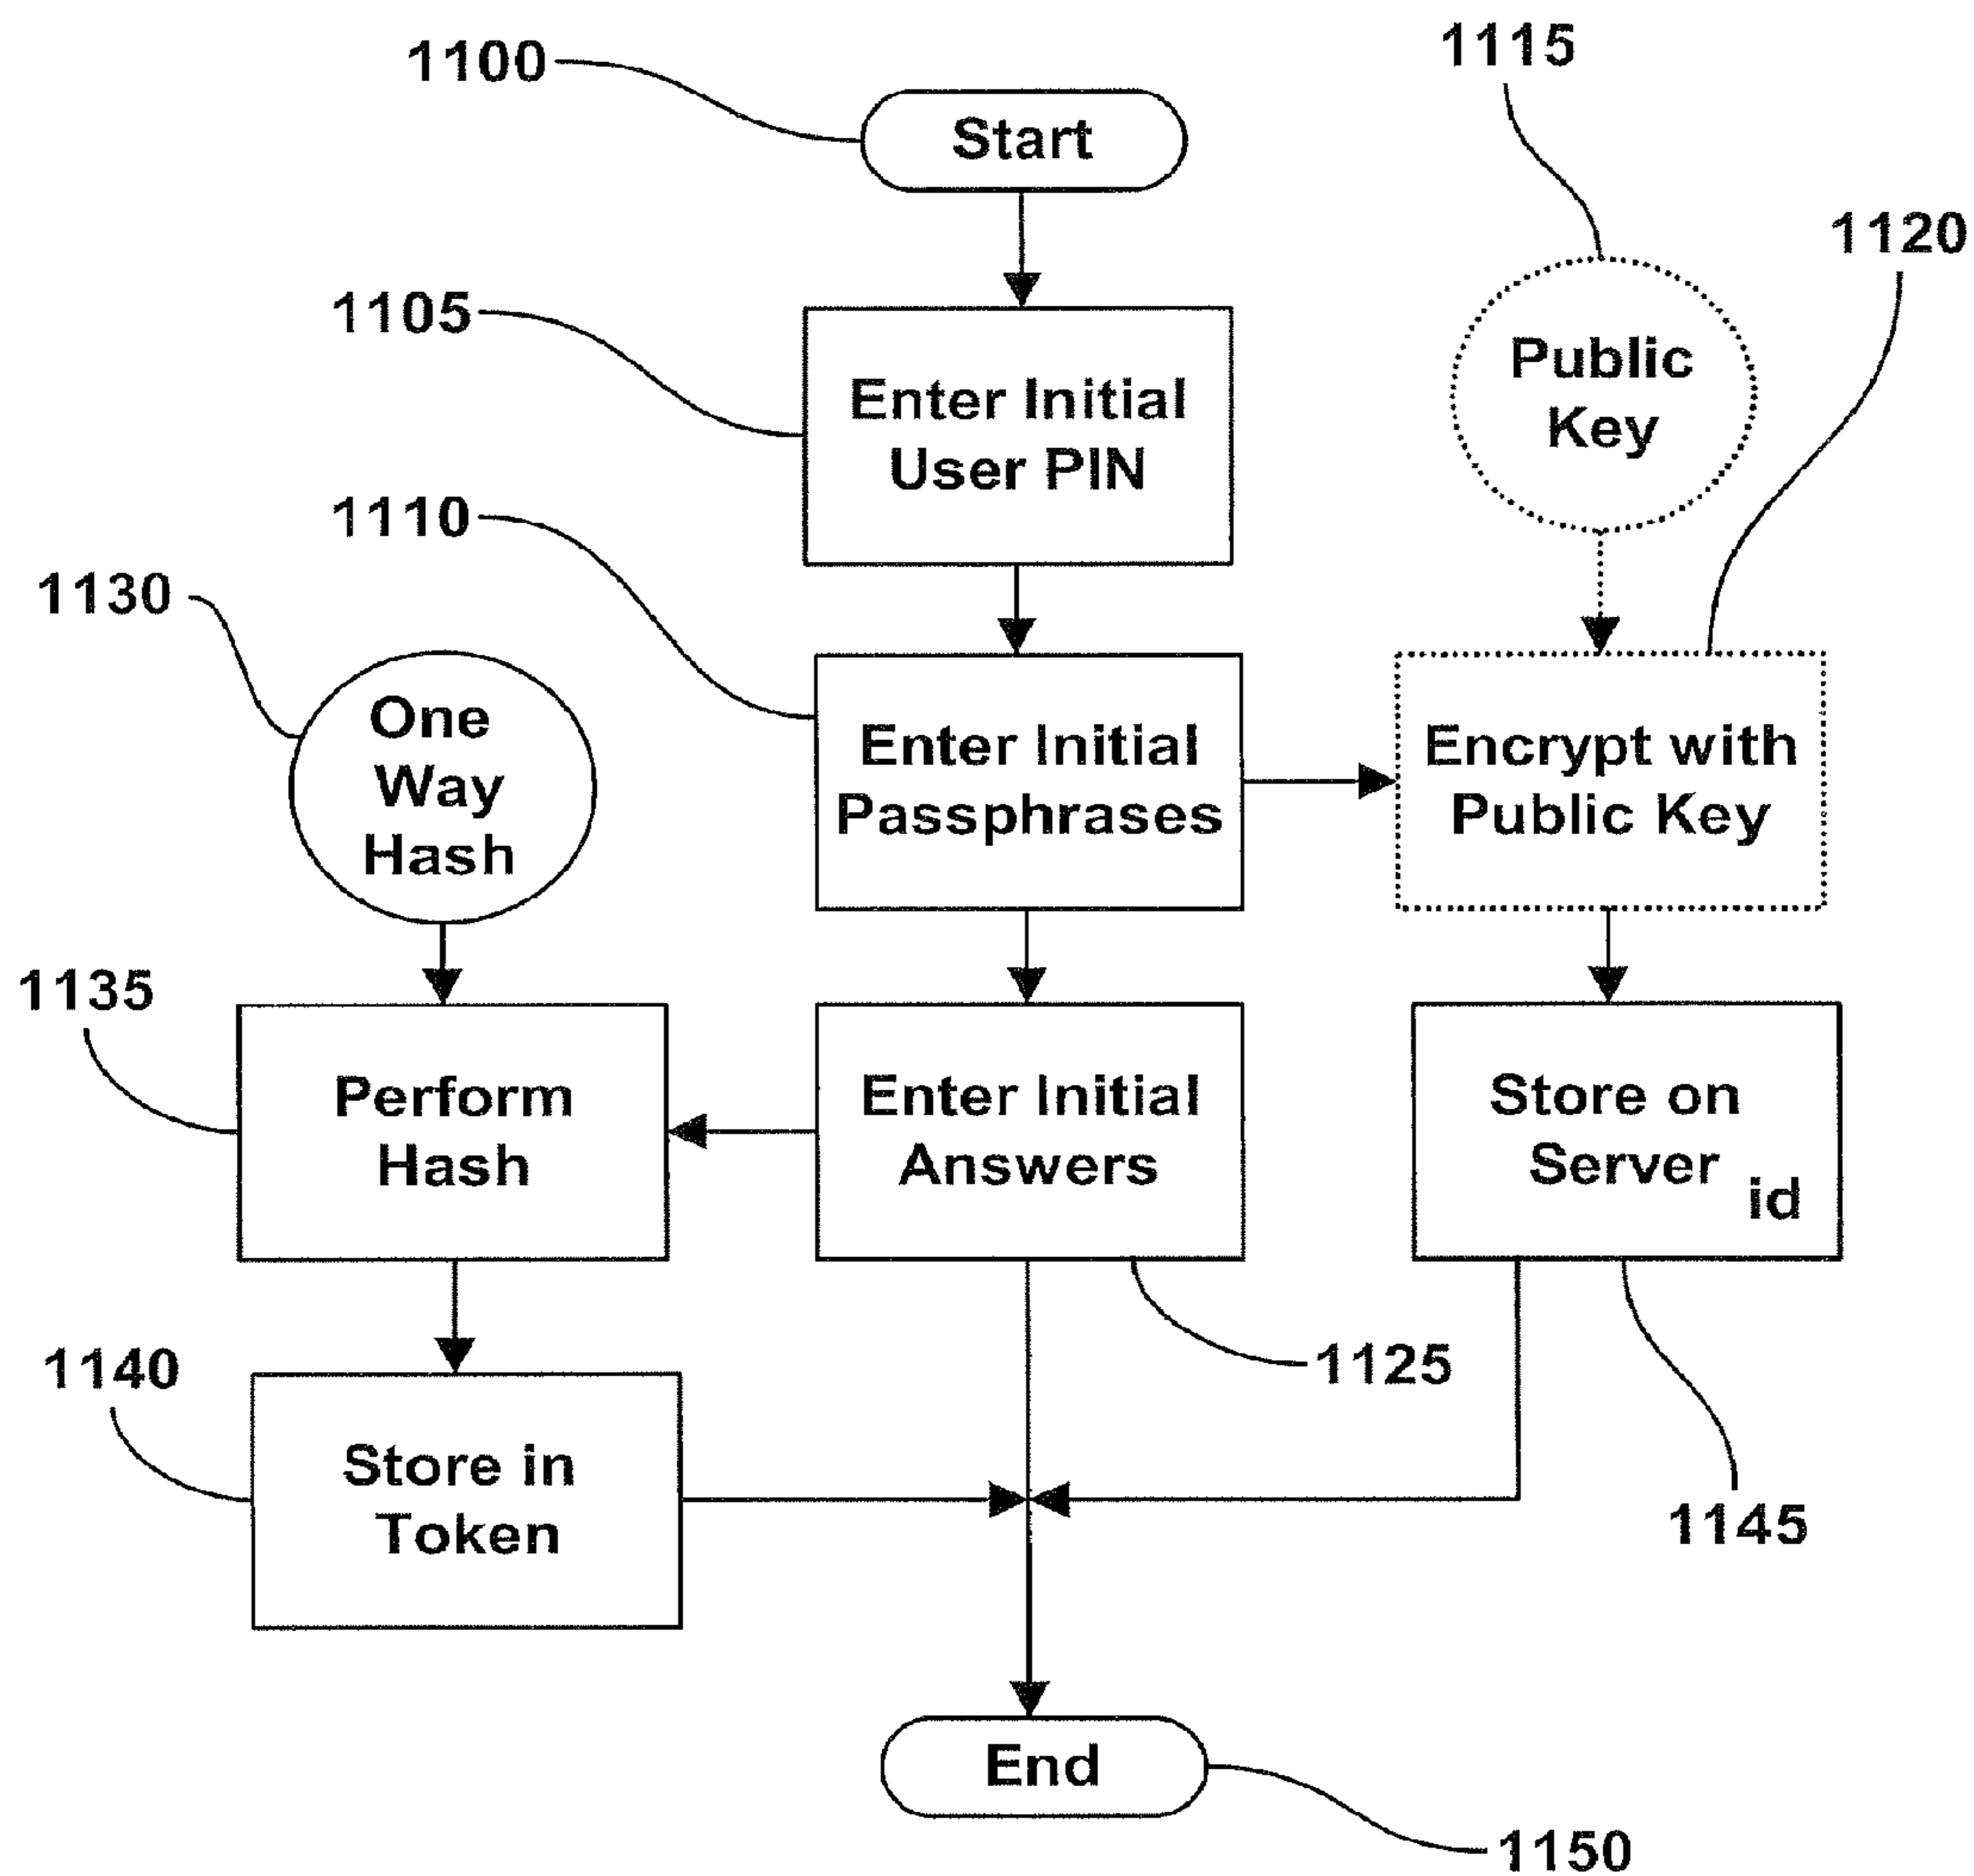 1100
Start
1115
1120
1105
Enter Initial
User PIN
Public
Key
1110
1130
One
Way
Hash
Enter Initial
Passphrases
Encrypt with
Public Key
1135
Perform
Hash
Enter Initial
Answers
Store on
Server
id
1125
1140
Store in
Token
1145
End
1150